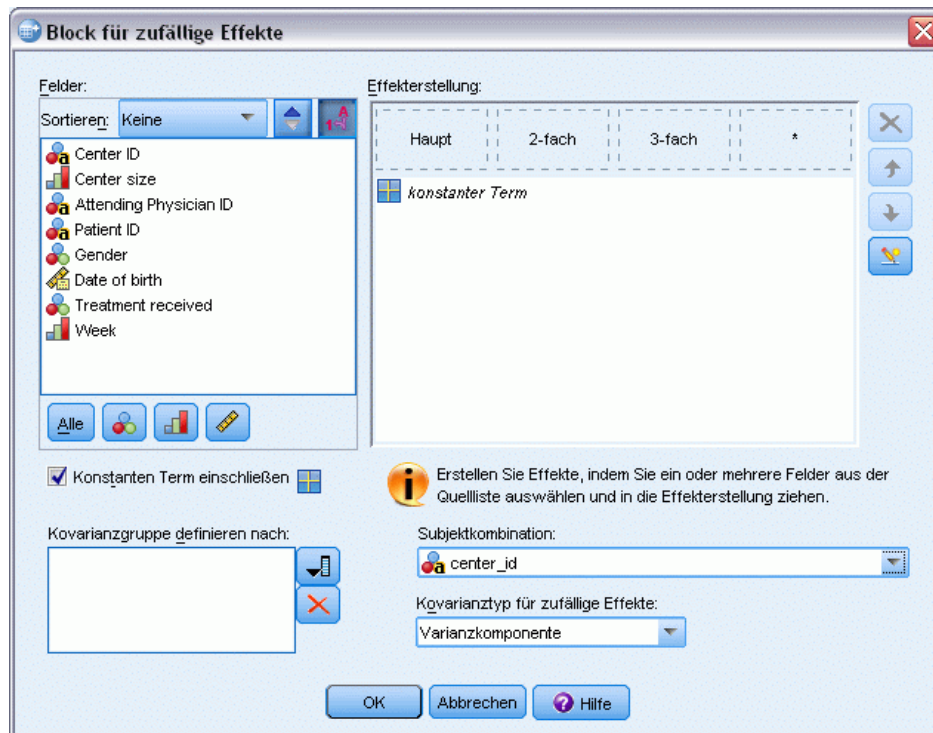 Block für zufällige Effekte
Felder:
Sortieren: Keine
Center ID
Center size
Attending Physician ID
Patient ID
Gender
Date of birth
Treatment received
Week
Alle
Konstanten Term einschließen
Kovarianzgruppe definieren nach:
Effekterstellung:
Haupt 2-fach 3-fach *
konstanter Term
Erstellen Sie Effekte, indem Sie ein oder mehrere Felder aus der
Quellliste auswählen und in die Effekterstellung ziehen.
Subjektkombination:
center_id
Kovarianztyp für zufällige Effekte:
Varianzkomponente
OK Abbrechen Hilfe